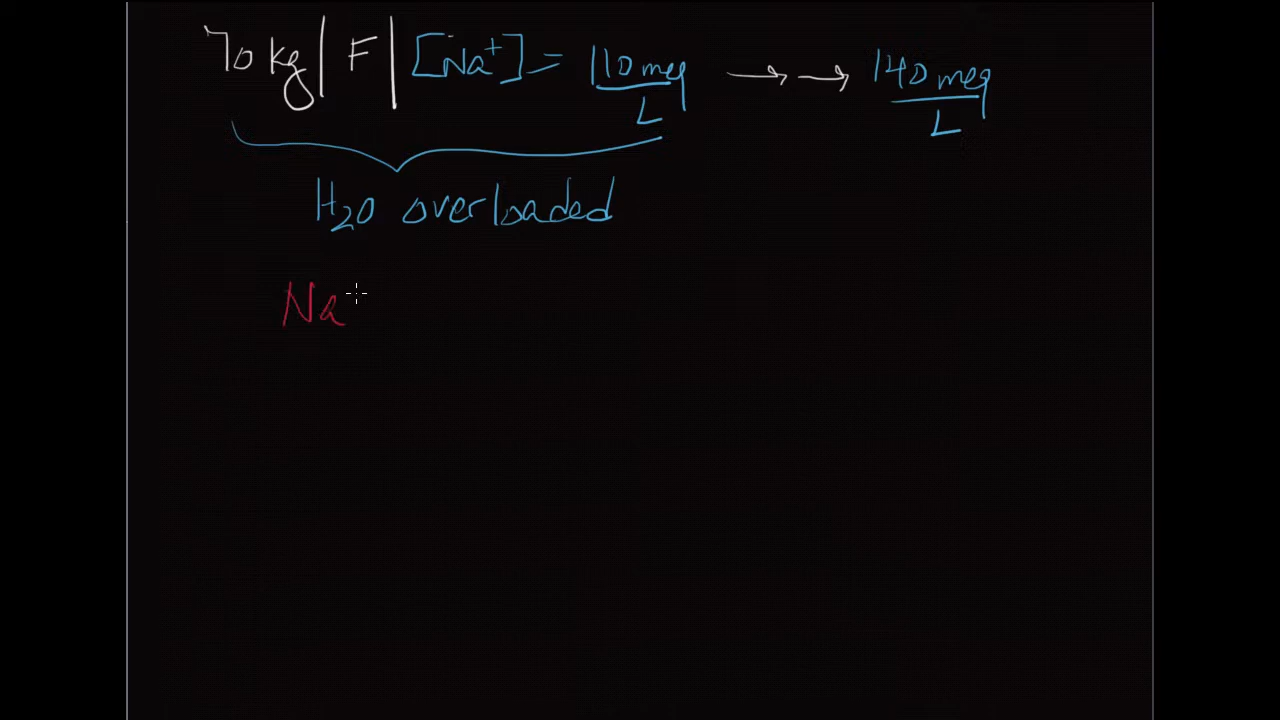 70 kg | F | [Na+] = 110 meq/L →→ 140 meq/L
H2O overloaded
Na